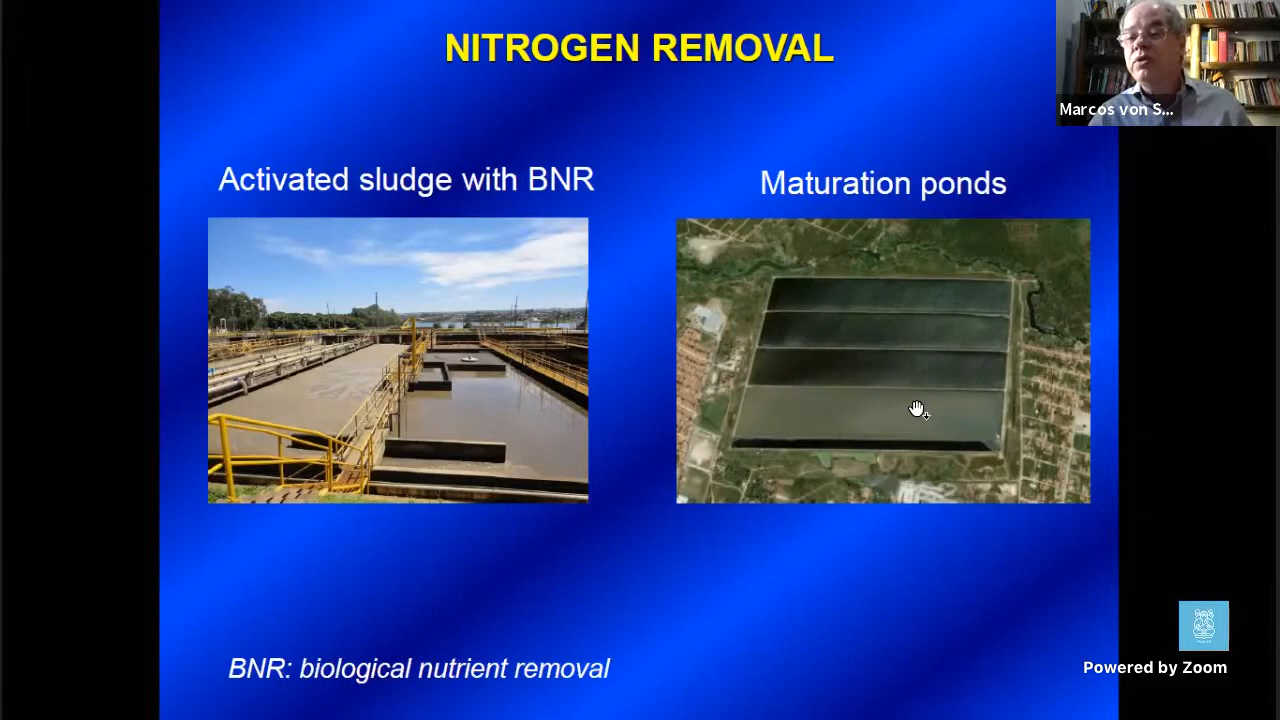 NITROGEN REMOVAL
Marcos von S...
Activated sludge with BNR
Maturation ponds
BNR: biological nutrient removal
Powered by Zoom